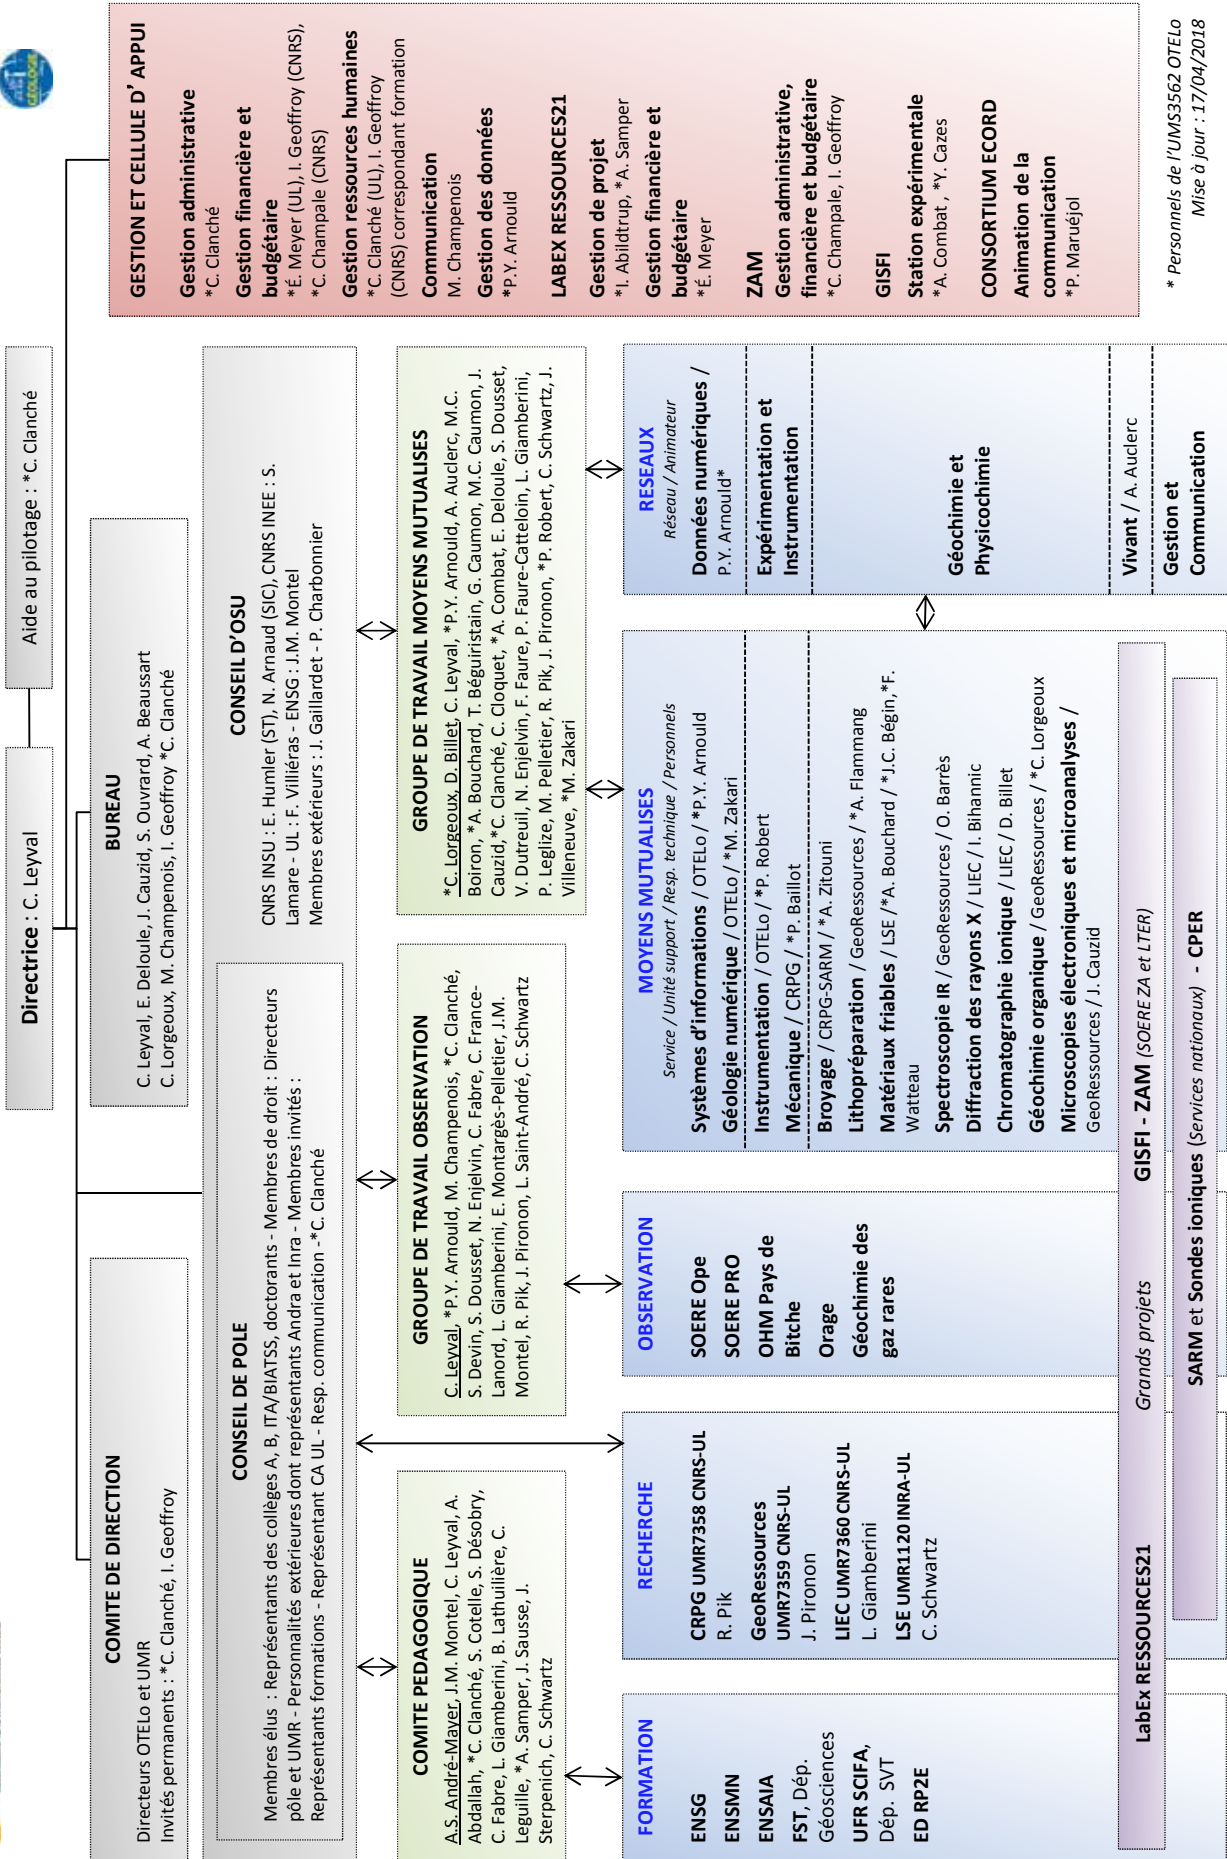 Directrice : C. Leyval
Aide au pilotage : *C. Clanché
GÉOLOGIE
COMITE DE DIRECTION
Directeurs OTELo et UMR
Invités permanents : *C. Clanché, I. Geoffroy
BUREAU
C. Leyval, E. Deloule, J. Cauzid, S. Ouvrard, A. Beaussart
C. Lorgeoux, M. Champenois, I. Geoffroy *C. Clanché
CONSEIL DE POLE
Membres élus : Représentants des collèges A, B, ITA/BIATSS, doctorants - Membres de droit : Directeurs
pôle et UMR - Personnalités extérieures dont représentants Andra et Inra - Membres invités :
Représentants formations - Représentant CA UL - Resp. communication -*C. Clanché
CONSEIL D'OSU
CNRS INSU : E. Humler (ST), N. Arnaud (SIC), CNRS INEE : S.
Lamare - UL : F. Villiéras - ENSG : J.M. Montel
Membres extérieurs : J. Gaillardet - P. Charbonnier
COMITE PEDAGOGIQUE
A.S. André-Mayer, J.M. Montel, C. Leyval, A.
Abdallah, *C. Clanché, S. Cotelle, S. Désobry,
C. Fabre, L. Giamberini, B. Lathuilière, C.
Leguille, *A. Samper, J. Sausse, J.
Sterpenich, C. Schwartz
GROUPE DE TRAVAIL OBSERVATION
C. Leyval, *P.Y. Arnould, M. Champenois, *C. Clanché,
S. Devin, S. Dousset, N. Enjelvin, C. Fabre, C. France-
Lanord, L. Giamberini, E. Montargès-Pelletier, J.M.
Montel, R. Pik, J. Pironon, L. Saint-André, C. Schwartz
GROUPE DE TRAVAIL MOYENS MUTUALISES
*C. Lorgeoux, D. Billet, C. Leyval, *P.Y. Arnould, A. Auclerc, M.C.
Boiron, *A. Bouchard, T. Béguiristain, G. Caumon, M.C. Caumon, J.
Cauzid,*C. Clanché, C. Cloquet, *A. Combat, E. Deloule, S. Dousset,
V. Dutreuil, N. Enjelvin, F. Faure, P. Faure-Catteloin, L. Giamberini,
P. Leglize, M. Pelletier, R. Pik, J. Pironon, *P. Robert, C. Schwartz, J.
Villeneuve, *M. Zakari
FORMATION
ENSG
ENSMN
ENSAIA
FST, Dép.
Géosciences
UFR SCIFA,
Dép. SVT
ED RP2E
RECHERCHE
CRPG UMR7358 CNRS-UL
R. Pik
GeoRessources
UMR7359 CNRS-UL
J. Pironon
LIEC UMR7360 CNRS-UL
L. Giamberini
LSE UMR1120 INRA-UL
C. Schwartz
OBSERVATION
SOERE Ope
SOERE PRO
OHM Pays de
Bitche
Orage
Géochimie des
gaz rares
MOYENS MUTUALISES
Service / Unité support / Resp. technique / Personnels
Systèmes d'informations / OTELo / *P.Y. Arnould
Géologie numérique / OTELo / *M. Zakari
Instrumentation / OTELo / *P. Robert
Mécanique / CRPG / *P. Baillot
Broyage / CRPG-SARM / *A. Zitouni
Lithopréparation / GeoRessources / *A. Flammang
Matériaux friables / LSE /*A. Bouchard / *J.C. Bégin,*F.
Watteau
Spectroscopie IR / GeoRessources / O. Barrès
Diffraction des rayons X / LIEC / I. Bihannic
Chromatographie ionique / LIEC / D. Billet
Géochimie organique / GeoRessources / *C. Lorgeoux
Microscopies électroniques et microanalyses /
GeoRessources / J. Cauzid
RESEAUX
Réseau / Animateur
Données numériques /
P.Y. Arnould*
Expérimentation et
Instrumentation
Géochimie et
Physicochimie
Vivant / A. Auclerc
Gestion et
Communication
LabEx RESSOURCES21 Grands projets GISFI - ZAM (SOERE ZA et LTER)
SARM et Sondes ioniques (Services nationaux) - CPER
GESTION ET CELLULE D' APPUI
Gestion administrative
*C. Clanché
Gestion financière et
budgétaire
*É. Meyer (UL), I. Geoffroy (CNRS),
*C. Champale (CNRS)
Gestion ressources humaines
*C. Clanché (UL), I. Geoffroy
(CNRS) correspondant formation
Communication
M. Champenois
Gestion des données
*P.Y. Arnould
LABEX RESSOURCES21
Gestion de projet
*I. Abildtrup, *A. Samper
Gestion financière et
budgétaire
*É. Meyer
ZAM
Gestion administrative,
financière et budgétaire
*C. Champale, I. Geoffroy
GISFI
Station expérimentale
*A. Combat , *Y. Cazes
CONSORTIUM ECORD
Animation de la
communication
*P. Maruéjol
* Personnels de l'UMS3562 OTELo
Mise à jour : 17/04/2018